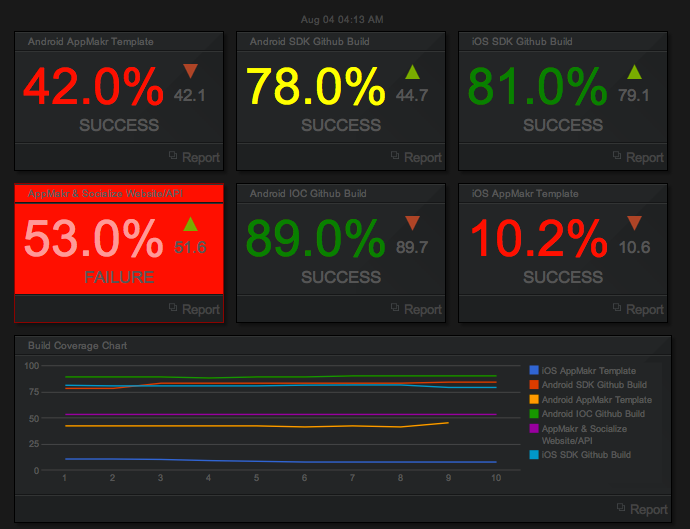 Aug 04 04:13 AM
Android AppMakr Template
42.0%
42.1
SUCCESS
Report
Android SDK Github Build
78.0%
44.7
SUCCESS
Report
iOS SDK Github Build
81.0%
79.1
SUCCESS
Report
AppMakr & Socialize Website/API
53.0%
51.6
FAILURE
Report
Android IOC Github Build
89.0%
89.7
SUCCESS
Report
iOS AppMakr Template
10.2%
10.6
SUCCESS
Report
Build Coverage Chart
100
75
50
25
0
1 2 3 4 5 6 7 8 9 10
iOS AppMakr Template
Android SDK Github Build
Android AppMakr Template
Android IOC Github Build
AppMakr & Socialize
Website/API
iOS SDK Github Build
Report